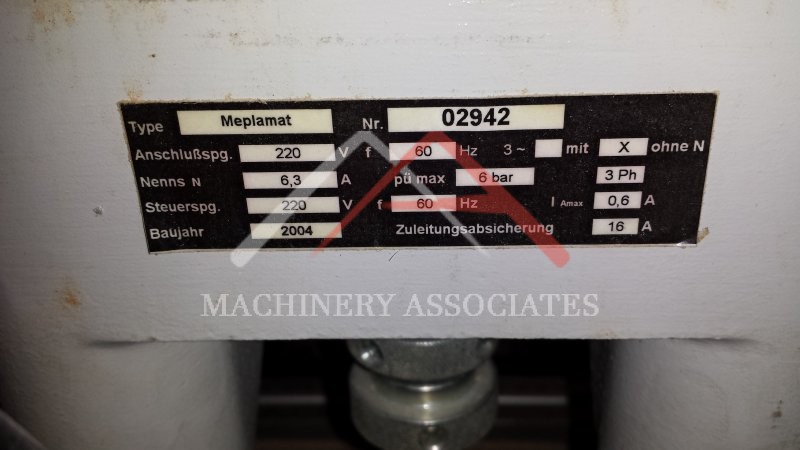 Type Meplamat Nr. 02942
Anschlußspg. 220 V f 60 Hz 3 ~ mit X ohne N
Nenns N 6,3 A pü max 6 bar 3 Ph
Steuerspg. 220 V f 60 Hz I Amax 0,6 A
Baujahr 2004 Zuleitungsabsicherung 16 A
MACHINERY ASSOCIATES